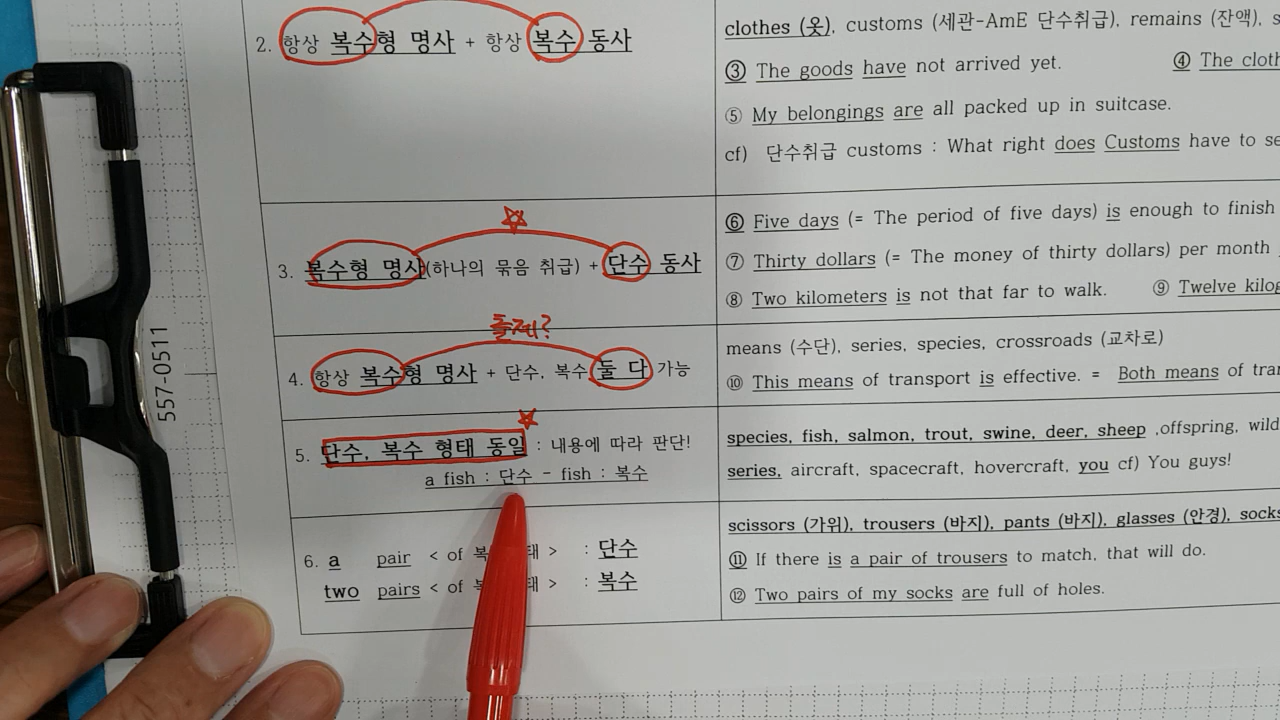 2. 항상 복수형 명사 + 항상 복수 동사
clothes (옷), customs (세관-AmE 단수취급), remains (잔액), s
③ The goods have not arrived yet. ④ The cloth
⑤ My belongings are all packed up in suitcase.
cf) 단수취급 customs : What right does Customs have to se
3. 복수형 명사(하나의 묶음 취급) + 단수 동사
⑥ Five days (= The period of five days) is enough to finish
⑦ Thirty dollars (= The money of thirty dollars) per month
⑧ Two kilometers is not that far to walk. ⑨ Twelve kilog
출제?
4. 항상 복수형 명사 + 단수, 복수 둘 다 가능
means (수단), series, species, crossroads (교차로)
⑩ This means of transport is effective. = Both means of tran
5. 단수, 복수 형태 동일 : 내용에 따라 판단!
a fish : 단수 - fish : 복수
species, fish, salmon, trout, swine, deer, sheep ,offspring, wild
series, aircraft, spacecraft, hovercraft, you cf) You guys!
6. a pair < of 복 태 > : 단수
two pairs < of 복 태 > : 복수
scissors (가위), trousers (바지), pants (바지), glasses (안경), socks
⑪ If there is a pair of trousers to match, that will do.
⑫ Two pairs of my socks are full of holes.
557-0511